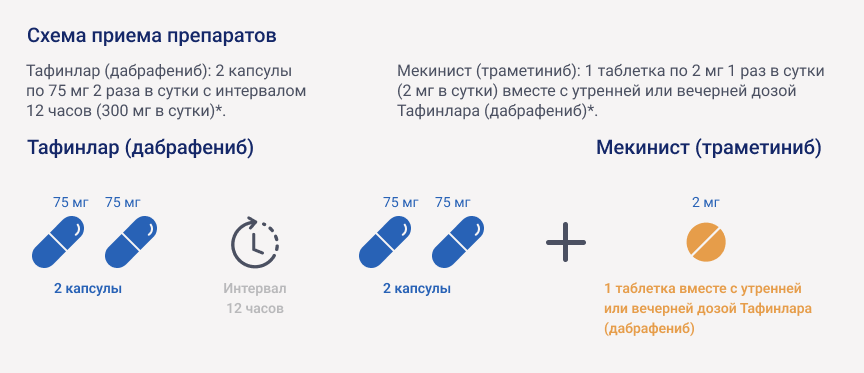 Схема приема препаратов
Тафинлар (дабрафениб): 2 капсулы
по 75 мг 2 раза в сутки с интервалом
12 часов (300 мг в сутки)*.
Мекинист (траметиниб): 1 таблетка по 2 мг 1 раз в сутки
(2 мг в сутки) вместе с утренней или вечерней дозой
Тафинлара (дабрафениб)*.
Тафинлар (дабрафениб)
Мекинист (траметиниб)
75 мг 75 мг
75 мг 75 мг
2 мг
2 капсулы
Интервал
12 часов
2 капсулы
1 таблетка вместе с утренней
или вечерней дозой Тафинлара
(дабрафениб)